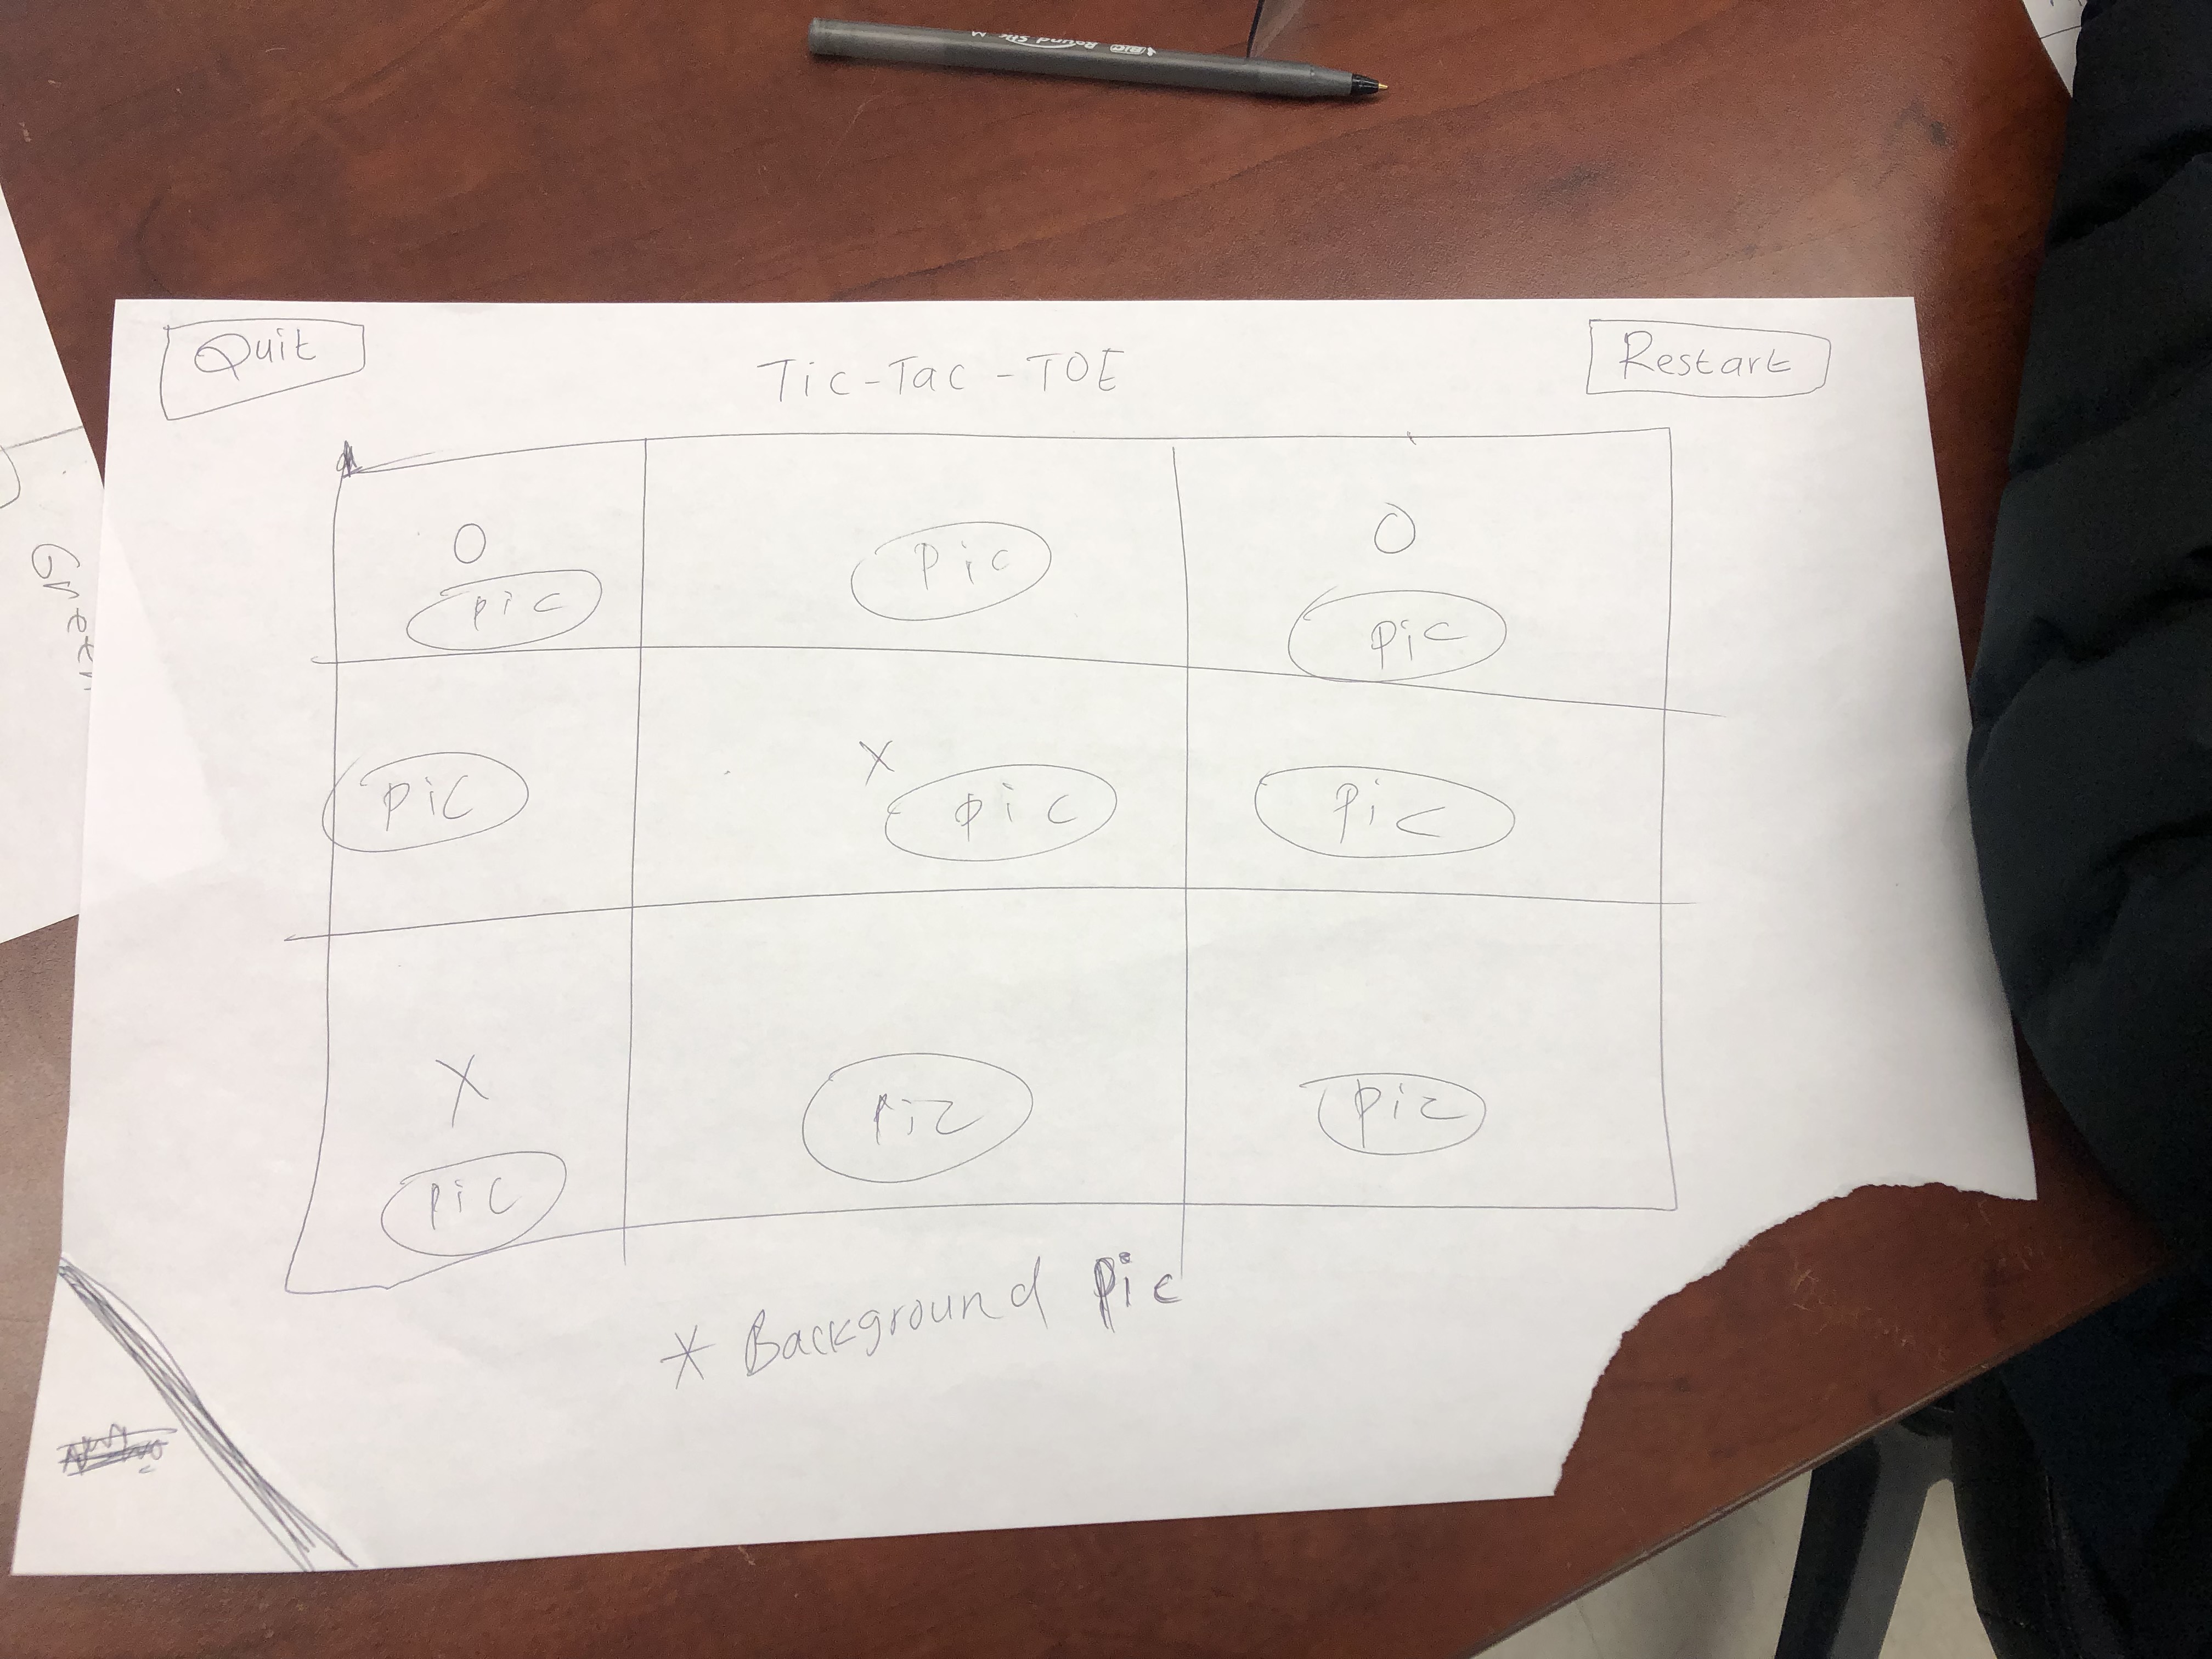 Quit
Tic-Tac-TOE
Restart
O
pic
pic
O
pic
pic
X
pic
pic
X
pic
pic
pic
* Background pic
Green
Round Stic M